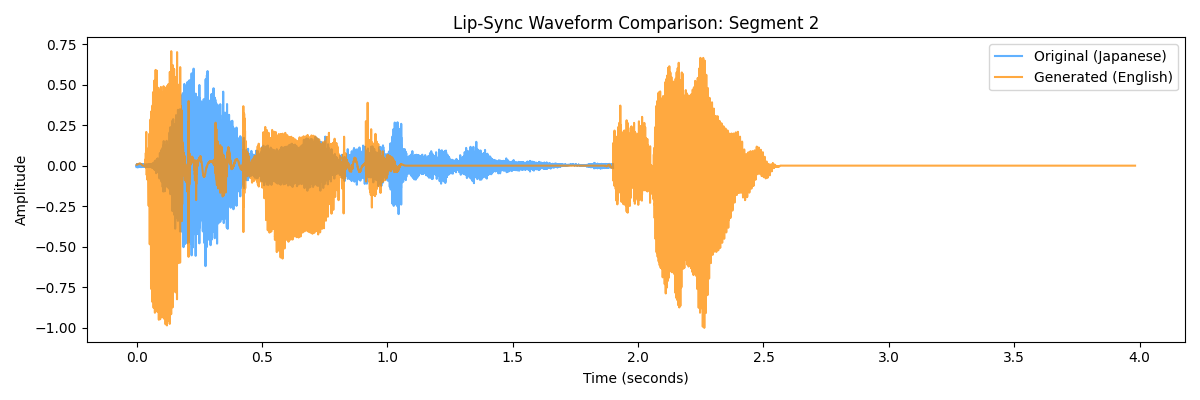 Lip-Sync Waveform Comparison: Segment 2
Original (Japanese)
Generated (English)
Amplitude
0.75
0.50
0.25
0.00
−0.25
−0.50
−0.75
−1.00
0.0 0.5 1.0 1.5 2.0 2.5 3.0 3.5 4.0
Time (seconds)